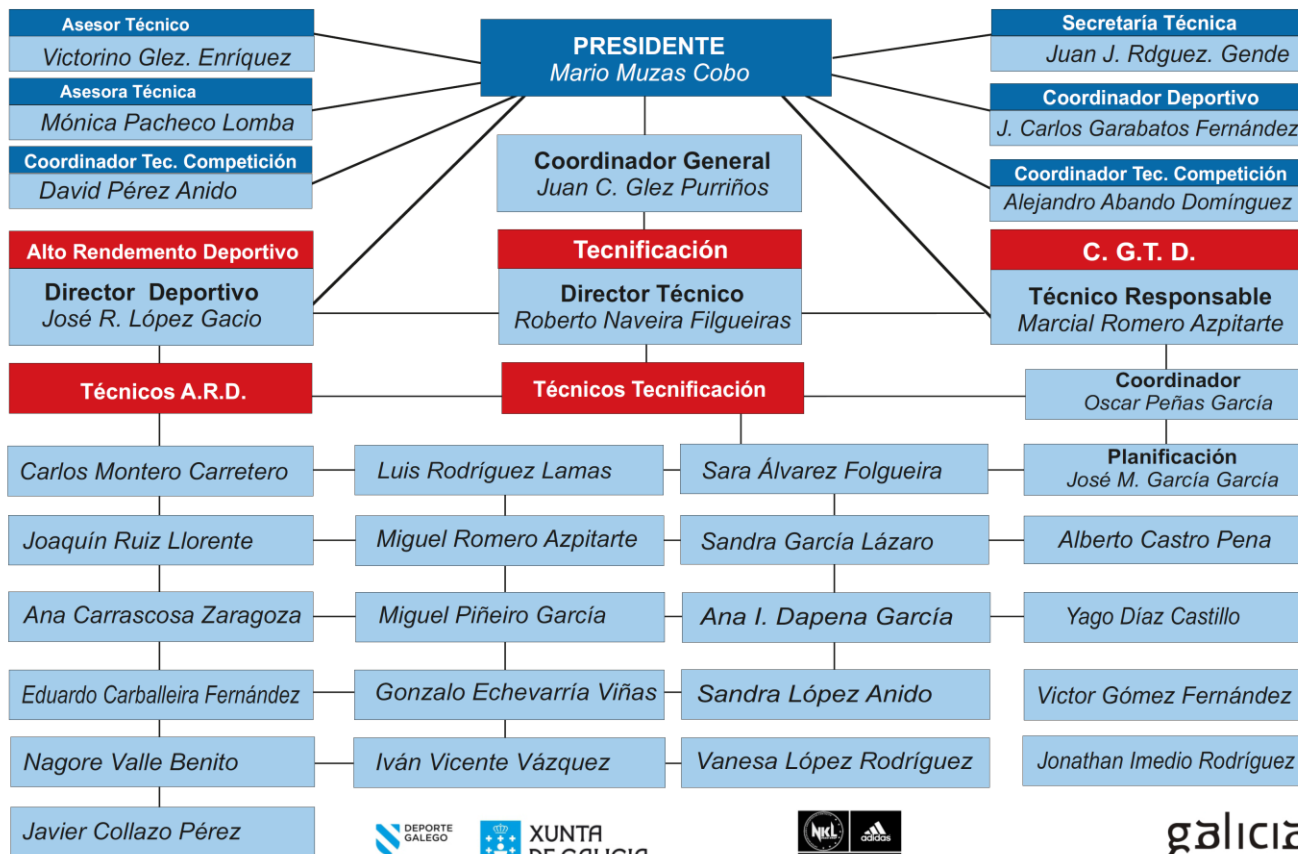 Asesor Técnico
Victorino Glez. Enríquez
Asesora Técnica
Mónica Pacheco Lomba
Coordinador Tec. Competición
David Pérez Anido
PRESIDENTE
Mario Muzas Cobo
Secretaría Técnica
Juan J. Rdguez. Gende
Coordinador Deportivo
J. Carlos Garabatos Fernández
Coordinador Tec. Competición
Alejandro Abando Domínguez
Coordinador General
Juan C. Glez Purriños
Alto Rendemento Deportivo
Director Deportivo
José R. López Gacio
Tecnificación
Director Técnico
Roberto Naveira Filgueiras
C. G.T. D.
Técnico Responsable
Marcial Romero Azpitarte
Técnicos A.R.D.
Técnicos Tecnificación
Coordinador
Oscar Peñas García
Carlos Montero Carretero
Luis Rodríguez Lamas
Sara Álvarez Folgueira
Planificación
José M. García García
Joaquín Ruiz Llorente
Miguel Romero Azpitarte
Sandra García Lázaro
Alberto Castro Pena
Ana Carrascosa Zaragoza
Miguel Piñeiro García
Ana I. Dapena García
Yago Díaz Castillo
Eduardo Carballeira Fernández
Gonzalo Echevarría Viñas
Sandra López Anido
Victor Gómez Fernández
Nagore Valle Benito
Iván Vicente Vázquez
Vanesa López Rodríguez
Jonathan Imedio Rodríguez
Javier Collazo Pérez
DEPORTE
GALEGO
XUNTA
DE GALICIA
NKL
adidas
galicia